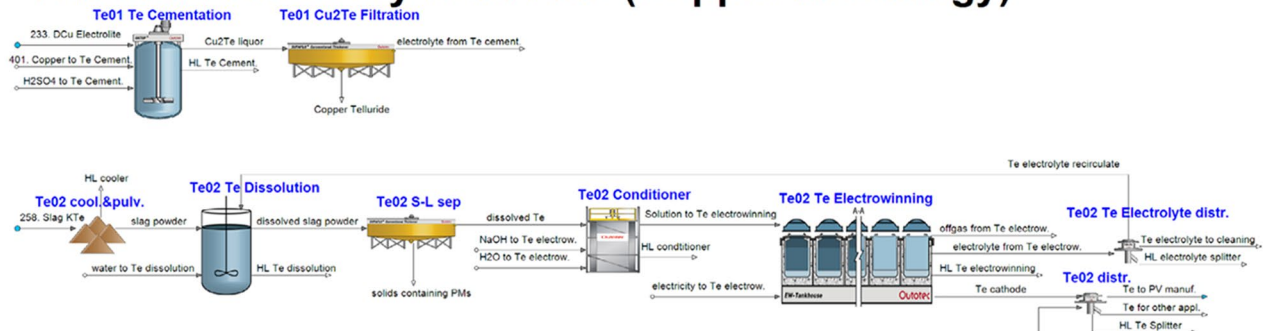 Te01 Te Cementation
Te01 Cu2Te Filtration
233. DCu Electrolite
Cu2Te liquor
electrolyte from Te cement.
401. Copper to Te Cement.
HL Te Cement.
H2SO4 to Te Cement.
Copper Telluride
Te electrolyte recirculate
HL cooler
Te02 cool.&pulv.
Te02 Te Dissolution
Te02 S-L sep
Te02 Conditioner
Te02 Te Electrowinning
A-A
Te02 Te Electrolyte distr.
258. Slag KTe
slag powder
dissolved slag powder
dissolved Te
Solution to Te electrowinning
offgas from Te electrow.
NaOH to Te electrow.
HL condtitioner
electrolyte from Te electrow.
Te electrolyte to cleaning
H2O to Te electrow.
HL electrolyte splitter
water to Te dissolution
HL Te dissolution
HL Te electrowinning
Te02 distr.
solids containing PMs
electricity to Te electrow.
EW-Tankhouse
Outotec
Te cathode
Te to PV manuf.
Te for other appl.
HL Te Splitter